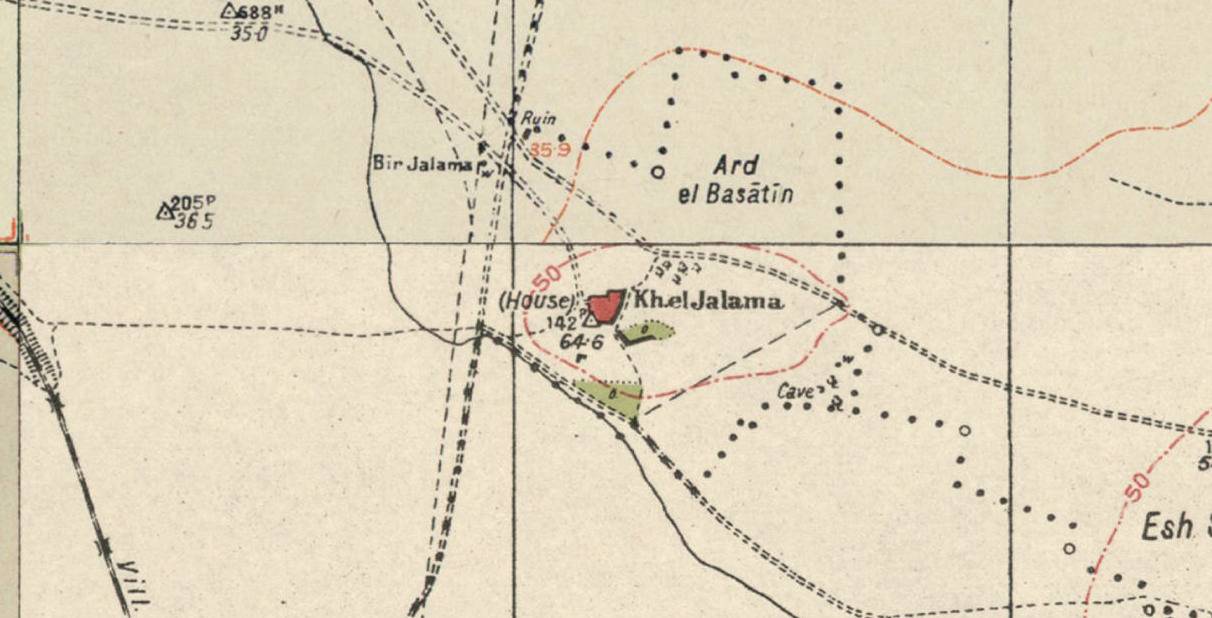 688ᴹ
35·0
Ruin
35·9
Bir Jalama
Ard
el Basātīn
205ᴾ
36·5
50
(House)
Kh.el Jalama
142ᴾ
64·6
Cave
50
Esh
Vill.